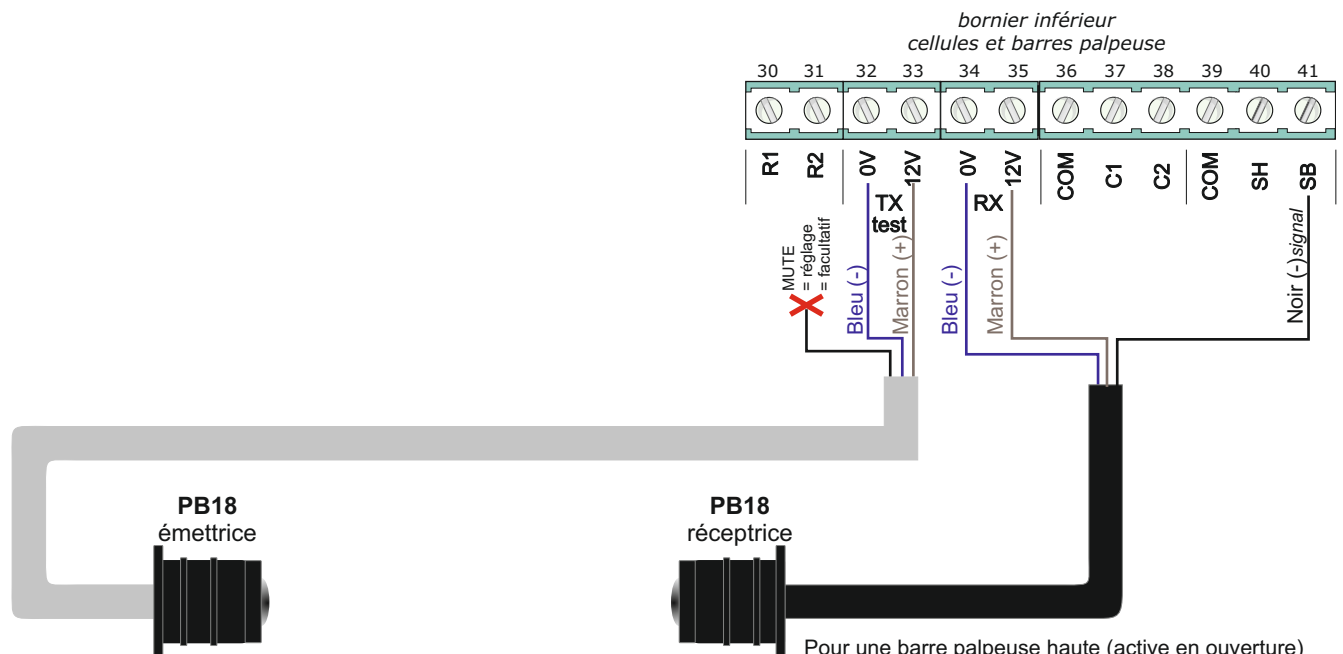 bornier inférieur
cellules et barres palpeuse
30 31 32 33 34 35 36 37 38 39 40 41
R1 R2 0V 12V 0V 12V COM C1 C2 COM SH SB
TX
test
RX
MUTE
= réglage
= facultatif
Bleu (-)
Marron (+)
Bleu (-)
Marron (+)
Noir (-)signal
PB18
émettrice
PB18
réceptrice
Pour une barre palpeuse haute (active en ouverture)